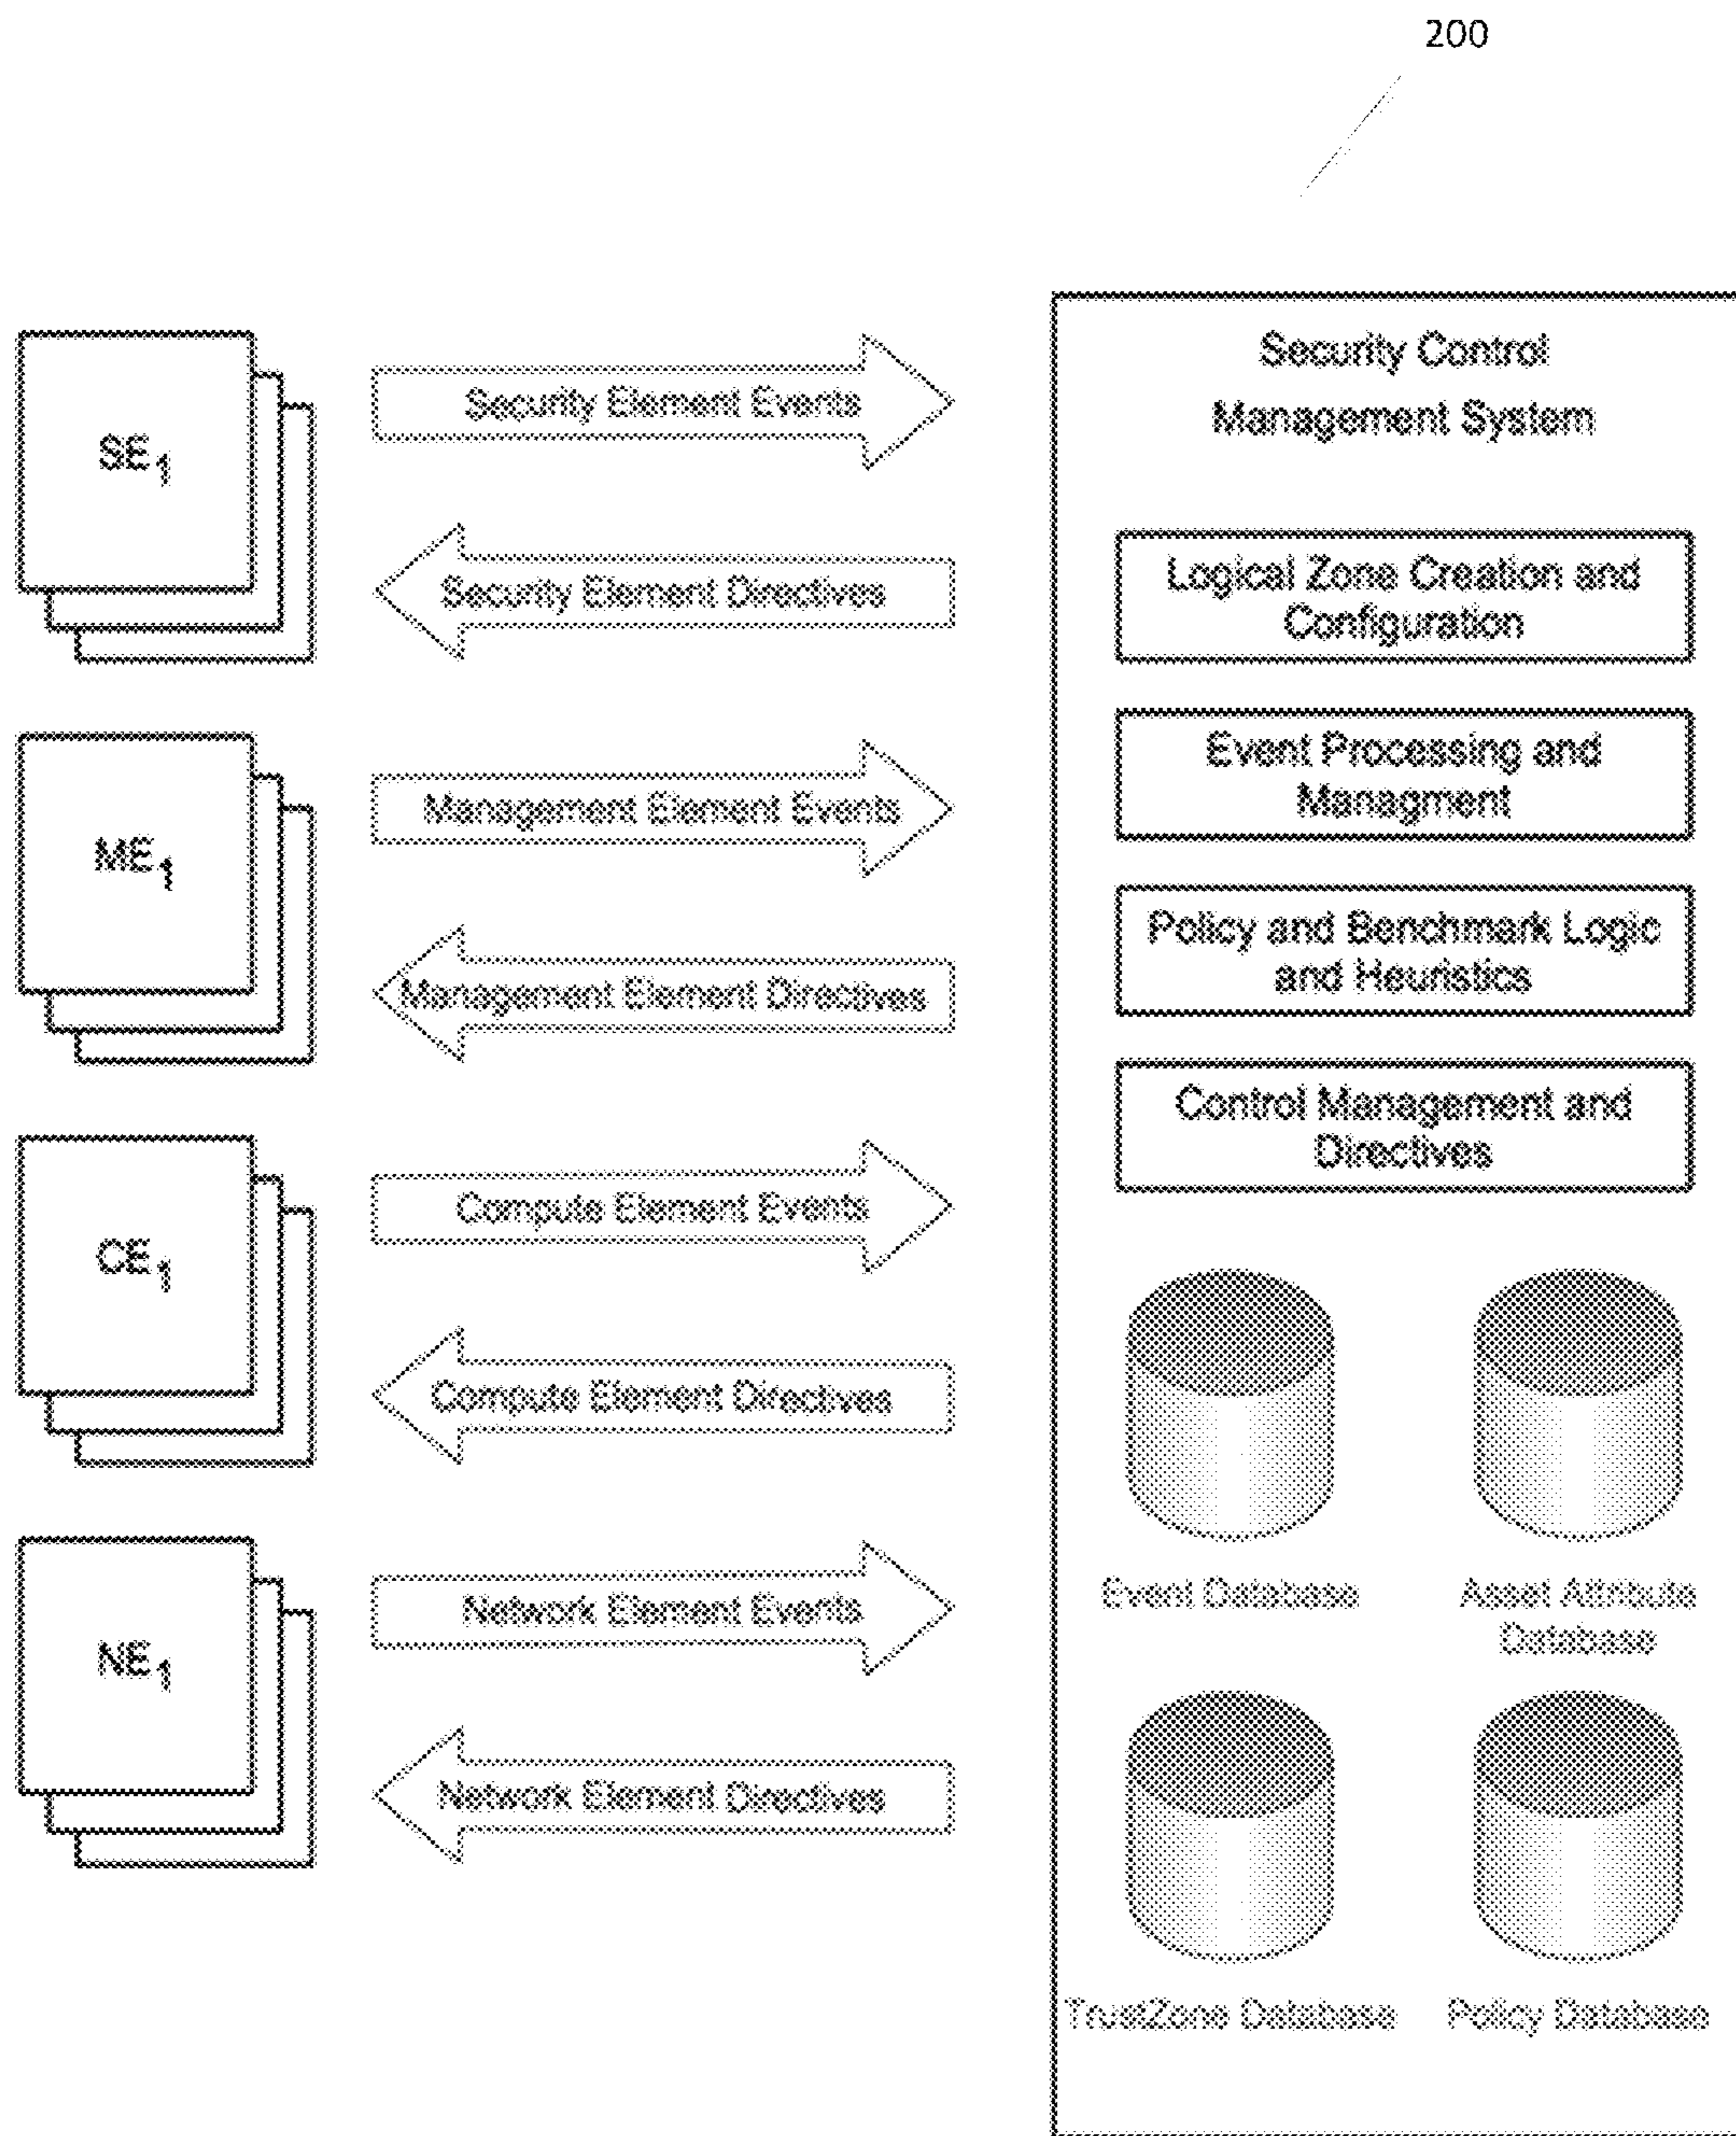 200
Security Control
Management System
SE1
Security Element Events
Security Element Directives
Logical Zone Creation and
Configuration
ME1
Management Element Events
Management Element Directives
Event Processing and
Managment
Policy and Benchmark Logic
and Heuristics
Control Management and
Directives
CE1
Compute Element Events
Compute Element Directives
NE1
Network Element Events
Network Element Directives
Event Database
Asset Attribute
Database
TrustZone Database
Policy Database